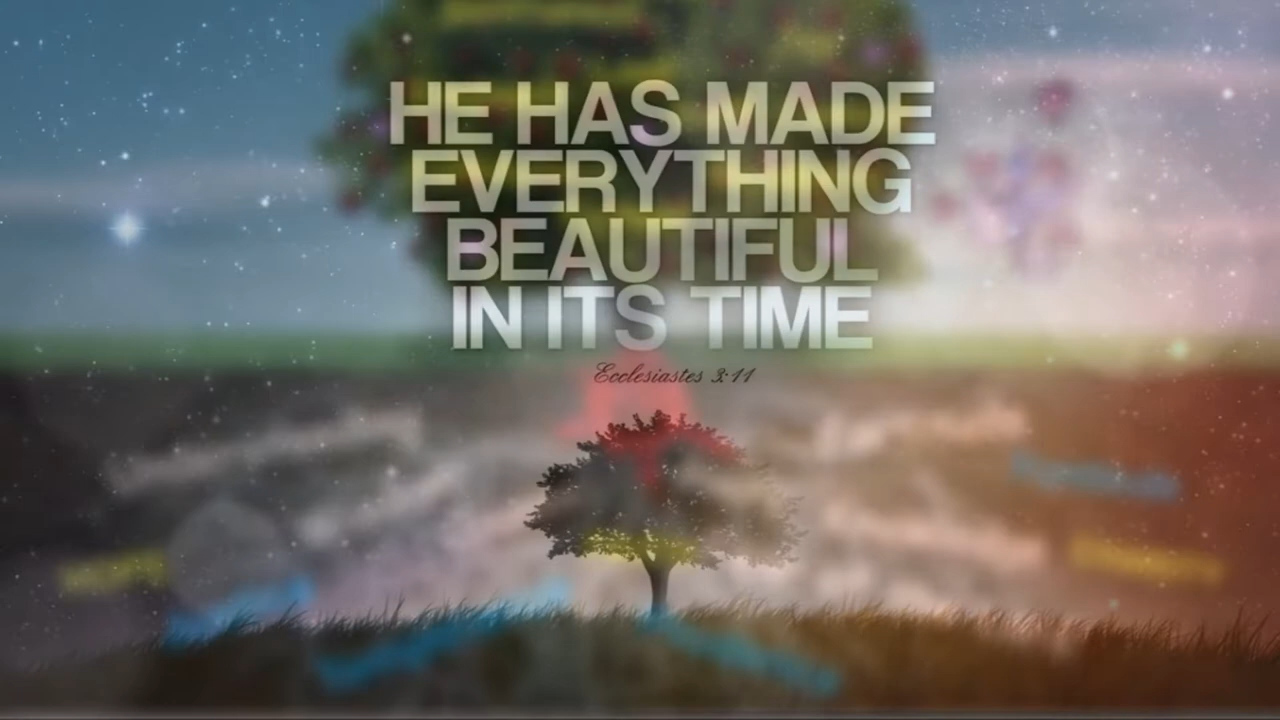 HE HAS MADE
EVERYTHING
BEAUTIFUL
IN ITS TIME
Ecclesiastes 3:11